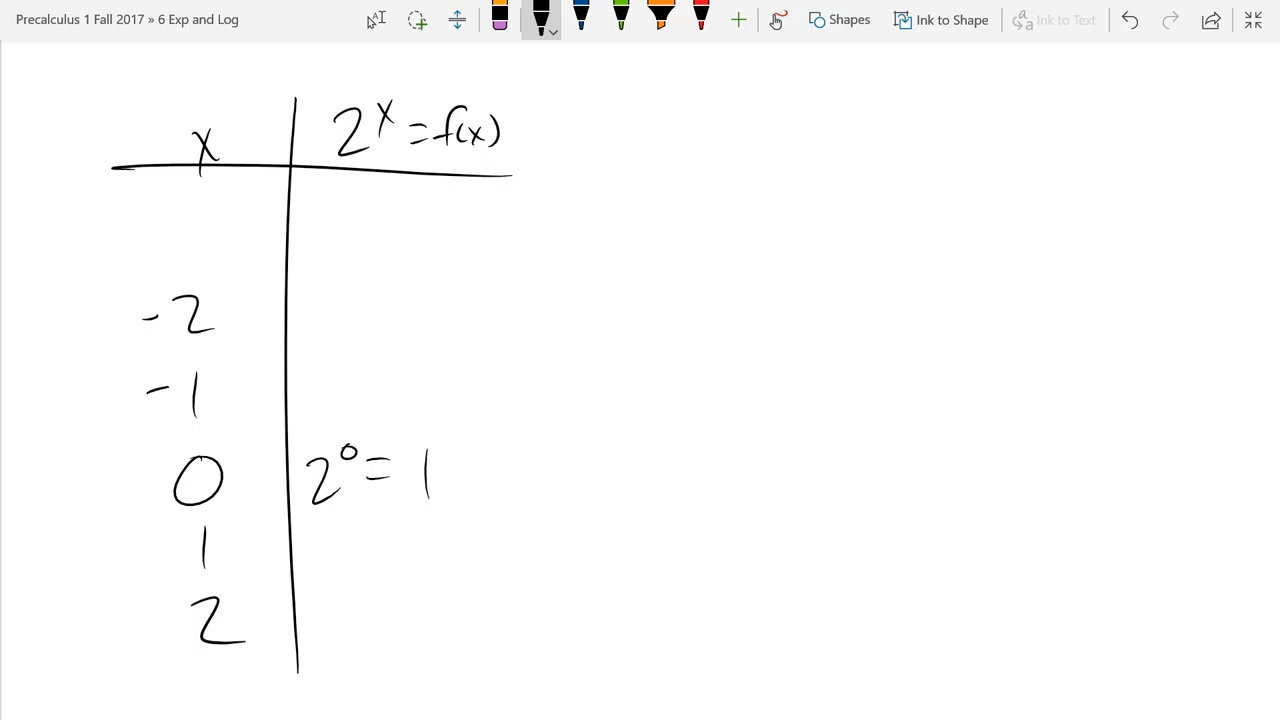 Precalculus 1 Fall 2017 » 6 Exp and Log
Shapes
Ink to Shape
Ink to Text
x 2^x = f(x)
-2
-1
0 2^0 = 1
1
2